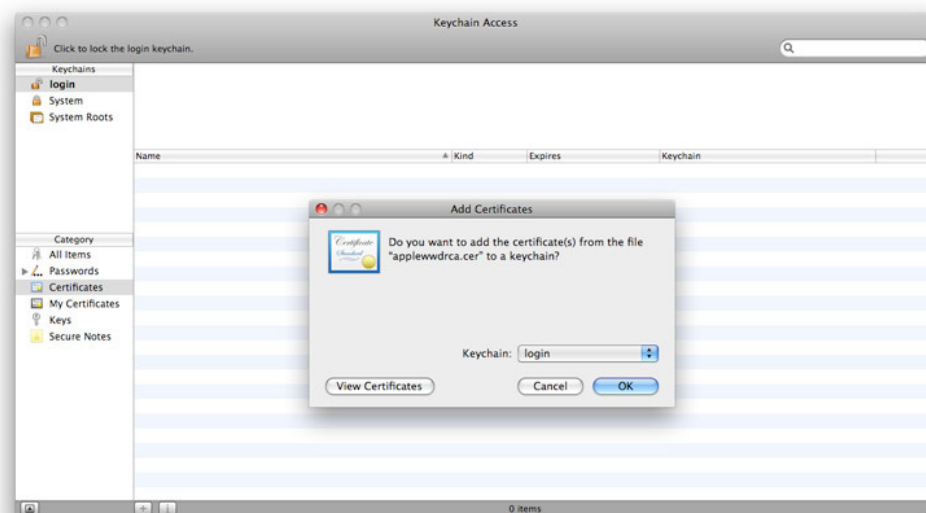 Keychain Access
Click to lock the login keychain.
Keychains
login
System
System Roots
Name Kind Expires Keychain
Category
All Items
Passwords
Certificates
My Certificates
Keys
Secure Notes
Add Certificates
Certificate
Standard
Do you want to add the certificate(s) from the file
"applewwdrca.cer" to a keychain?
Keychain: login
View Certificates Cancel OK
0 items